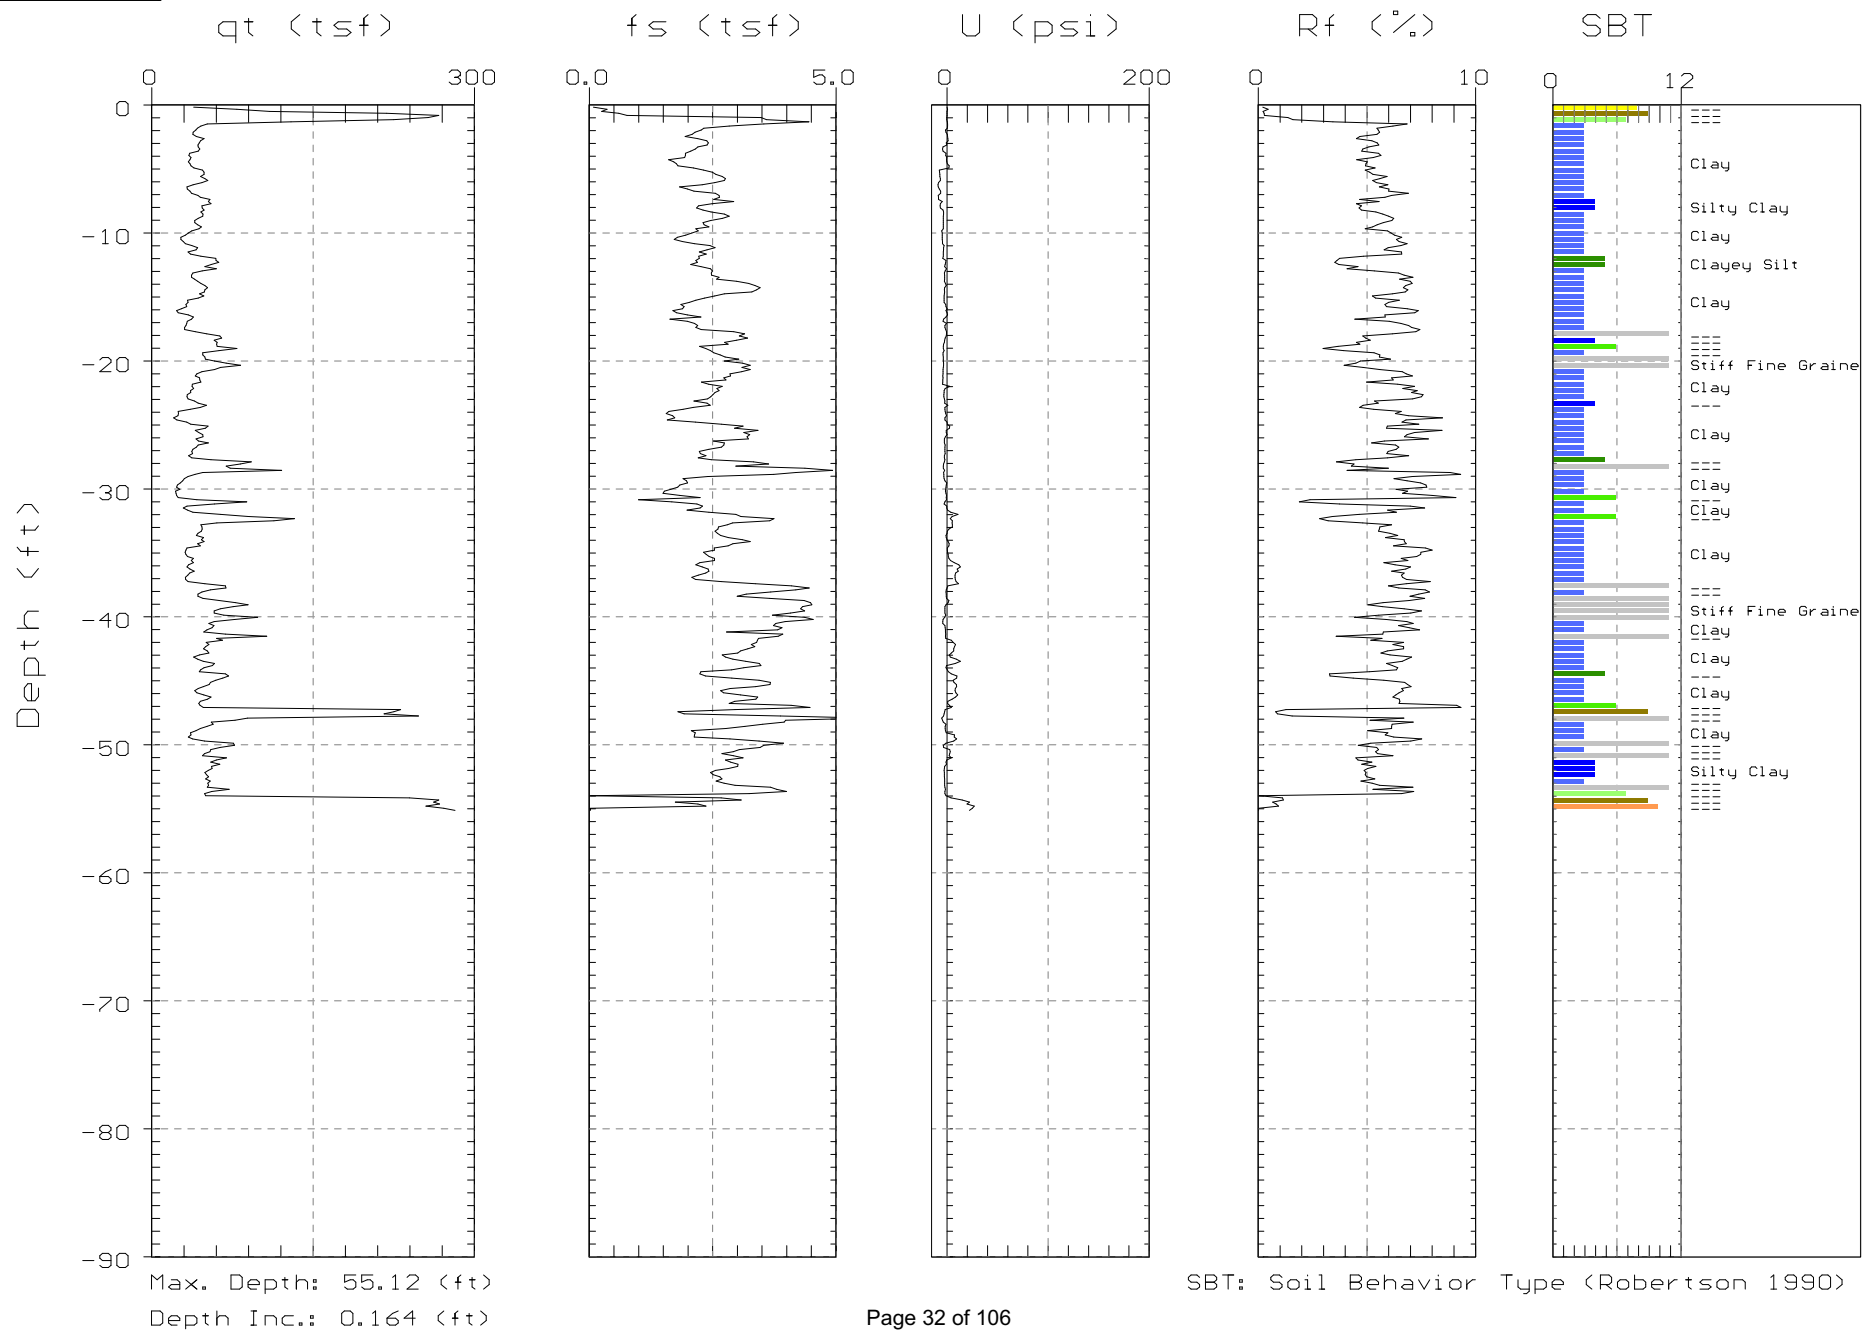 qt (tsf) fs (tsf) U (psi) Rf (%) SBT
0 300 0.0 5.0 0 200 0 10 0 12
0
---
---
---
Clay
Silty Clay
-10
Clay
Clayey Silt
Clay
---
---
---
-20
Stiff Fine Graine
Clay
---
Clay
---
---
Clay
-30
---
Clay
---
Depth (ft)
Clay
---
---
Stiff Fine Graine
-40
Clay
---
Clay
---
Clay
---
---
---
Clay
-50
---
---
---
Silty Clay
---
---
---
---
---
-60
-70
-80
-90
Max. Depth: 55.12 (ft)
SBT: Soil Behavior Type (Robertson 1990)
Depth Inc.: 0.164 (ft)
Page 32 of 106